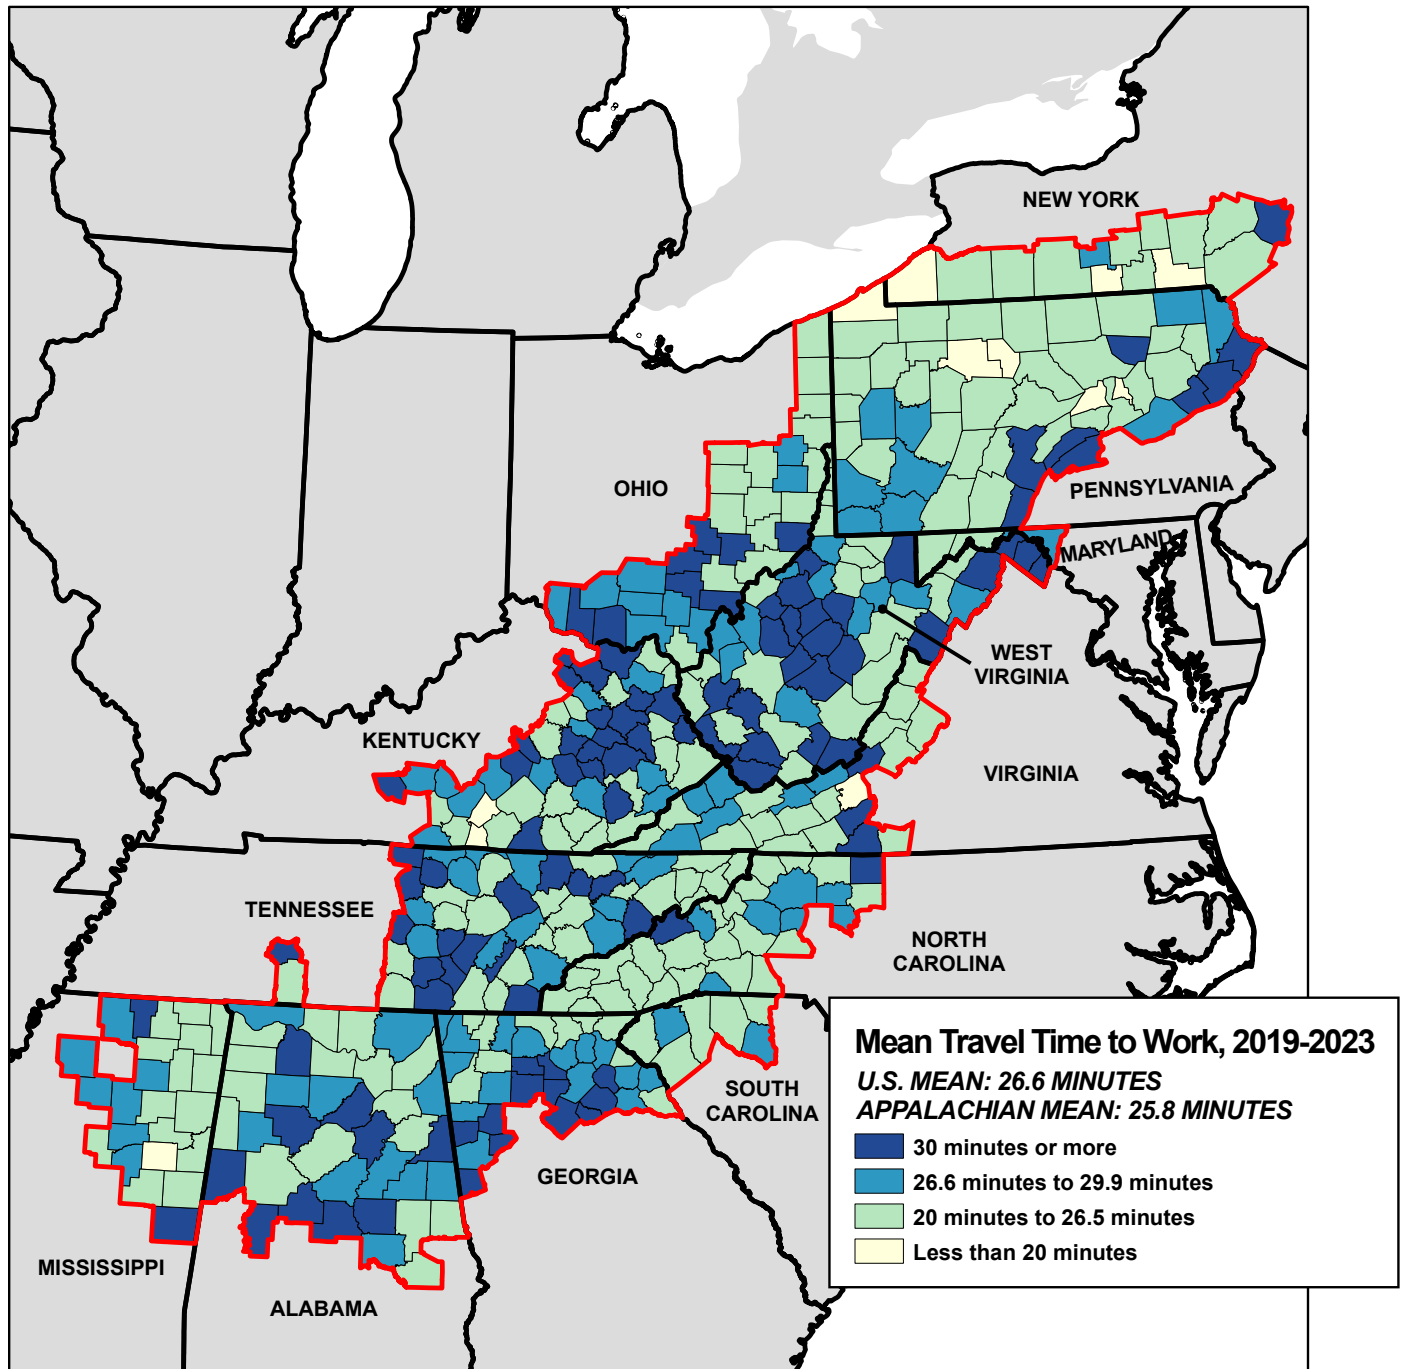 NEW YORK
OHIO
PENNSYLVANIA
MARYLAND
WEST
VIRGINIA
KENTUCKY
VIRGINIA
TENNESSEE
NORTH
CAROLINA
SOUTH
CAROLINA
GEORGIA
MISSISSIPPI
ALABAMA
Mean Travel Time to Work, 2019-2023
U.S. MEAN: 26.6 MINUTES
APPALACHIAN MEAN: 25.8 MINUTES
30 minutes or more
26.6 minutes to 29.9 minutes
20 minutes to 26.5 minutes
Less than 20 minutes